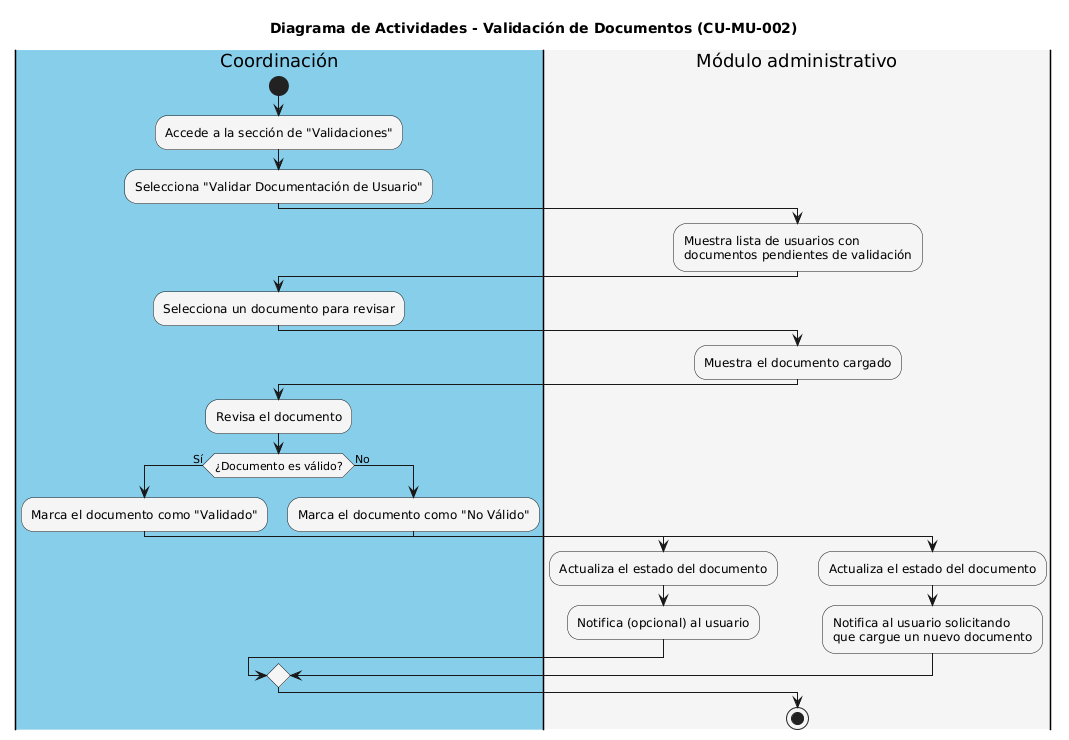 Diagrama de Actividades - Validación de Documentos (CU-MU-002)
Coordinación
Módulo administrativo
Accede a la sección de "Validaciones"
Selecciona "Validar Documentación de Usuario"
Muestra lista de usuarios con
documentos pendientes de validación
Selecciona un documento para revisar
Muestra el documento cargado
Revisa el documento
Sí
¿Documento es válido?
No
Marca el documento como "Validado"
Marca el documento como "No Válido"
Actualiza el estado del documento
Actualiza el estado del documento
Notifica (opcional) al usuario
Notifica al usuario solicitando
que cargue un nuevo documento